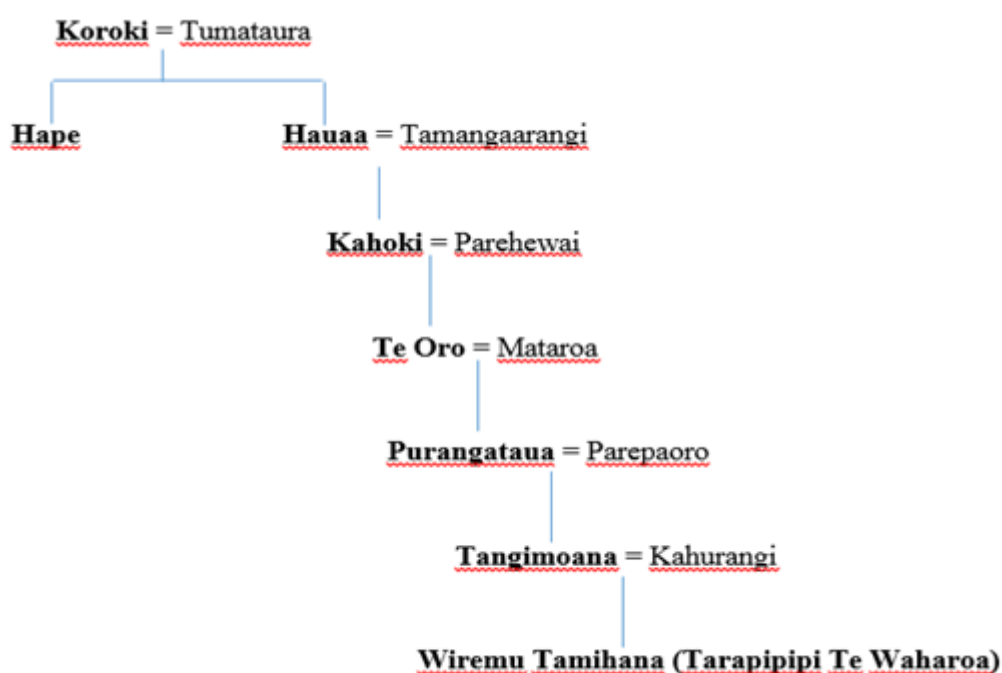 Koroki = Tumataura
Hape Hauaa = Tamangaarangi
Kahoki = Parehewai
Te Oro = Mataroa
Purangataua = Parepaoro
Tangimoana = Kahurangi
Wiremu Tamihana (Tarapipipi Te Waharoa)